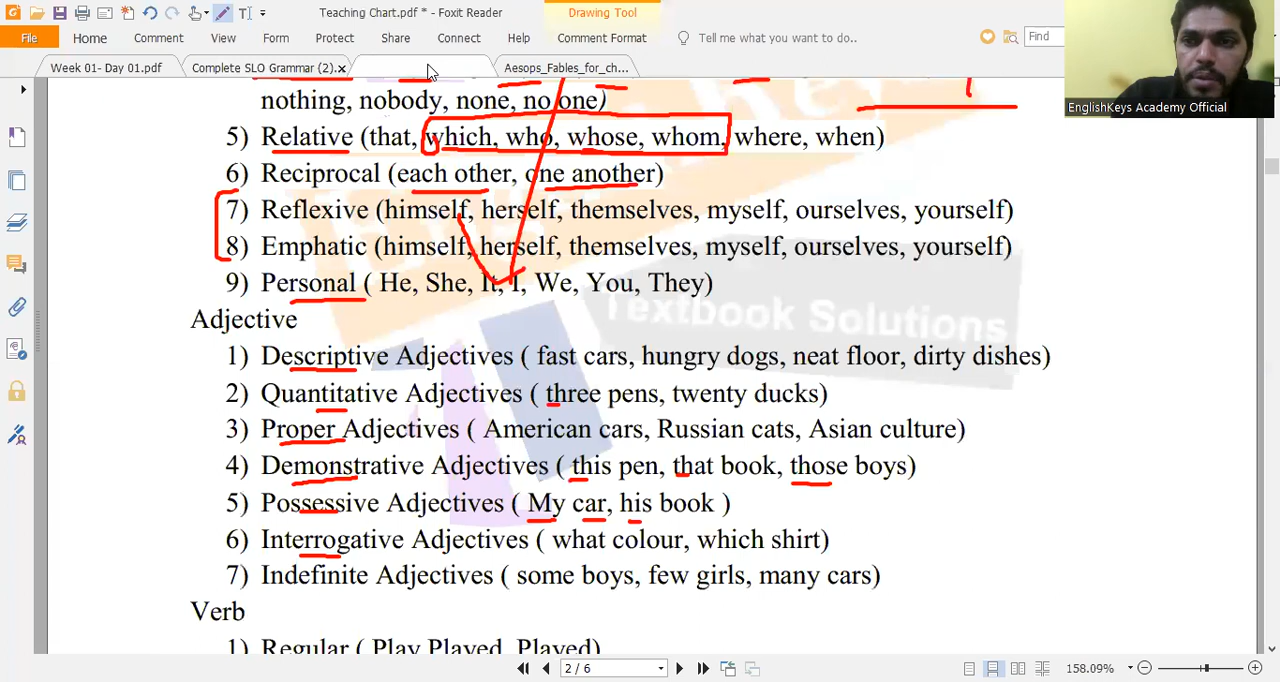 Teaching Chart.pdf * - Foxit Reader
Drawing Tool
File Home Comment View Form Protect Share Connect Help Comment Format Tell me what you want to do.. Find
Week 01- Day 01.pdf Complete SLO Grammar (2).x Aesops_Fables_for_ch...
EnglishKeys Academy Official
nothing, nobody, none, no one)
5) Relative (that, which, who, whose, whom, where, when)
6) Reciprocal (each other, one another)
7) Reflexive (himself, herself, themselves, myself, ourselves, yourself)
8) Emphatic (himself, herself, themselves, myself, ourselves, yourself)
9) Personal ( He, She, It, I, We, You, They)
Textbook Solutions
Adjective
1) Descriptive Adjectives ( fast cars, hungry dogs, neat floor, dirty dishes)
2) Quantitative Adjectives ( three pens, twenty ducks)
3) Proper Adjectives ( American cars, Russian cats, Asian culture)
4) Demonstrative Adjectives ( this pen, that book, those boys)
5) Possessive Adjectives ( My car, his book )
6) Interrogative Adjectives ( what colour, which shirt)
7) Indefinite Adjectives ( some boys, few girls, many cars)
Verb
1) Regular ( Play Played, Played)
2 / 6 158.09%